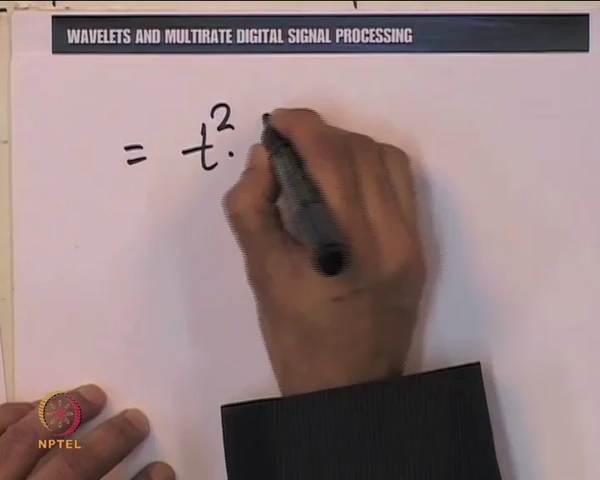 WAVELETS AND MULTIRATE DIGITAL SIGNAL PROCESSING
= t².
NPTEL